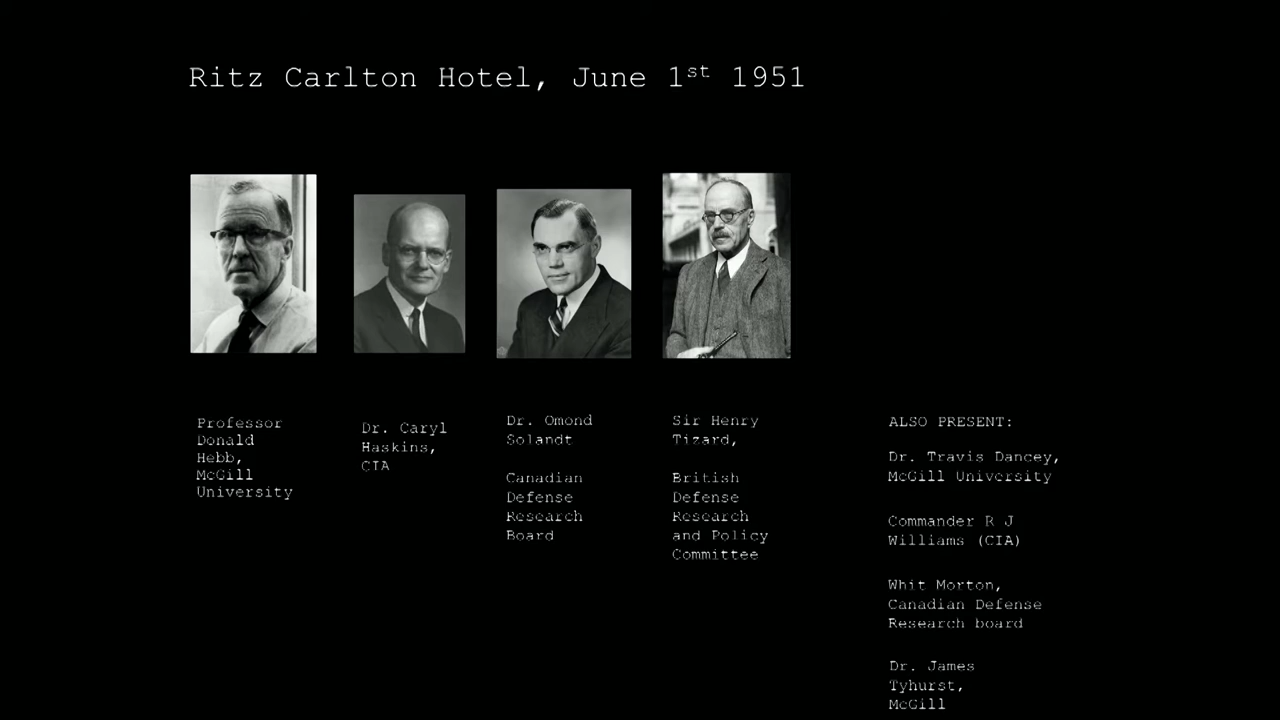 Ritz Carlton Hotel, June 1st 1951
Professor
Donald
Hebb,
McGill
University
Dr. Caryl
Haskins,
CIA
Dr. Omond
Solandt
Canadian
Defense
Research
Board
Sir Henry
Tizard,
British
Defense
Research
and Policy
Committee
ALSO PRESENT:
Dr. Travis Dancey,
McGill University
Commander R J
Williams (CIA)
Whit Morton,
Canadian Defense
Research board
Dr. James
Tyhurst,
McGill